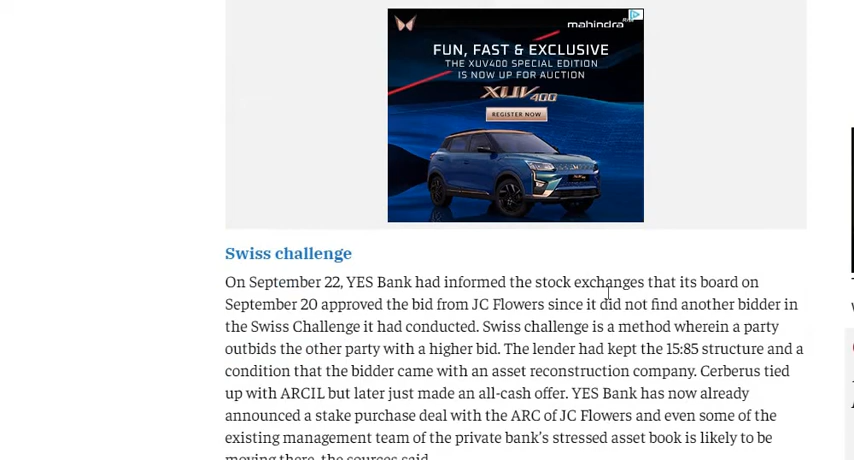 mahindra
FUN, FAST & EXCLUSIVE
THE XUV400 SPECIAL EDITION
IS NOW UP FOR AUCTION
XUV400
REGISTER NOW
Swiss challenge
On September 22, YES Bank had informed the stock exchanges that its board on
September 20 approved the bid from JC Flowers since it did not find another bidder in
the Swiss Challenge it had conducted. Swiss challenge is a method wherein a party
outbids the other party with a higher bid. The lender had kept the 15:85 structure and a
condition that the bidder came with an asset reconstruction company. Cerberus tied
up with ARCIL but later just made an all-cash offer. YES Bank has now already
announced a stake purchase deal with the ARC of JC Flowers and even some of the
existing management team of the private bank's stressed asset book is likely to be
moving there, the sources said.